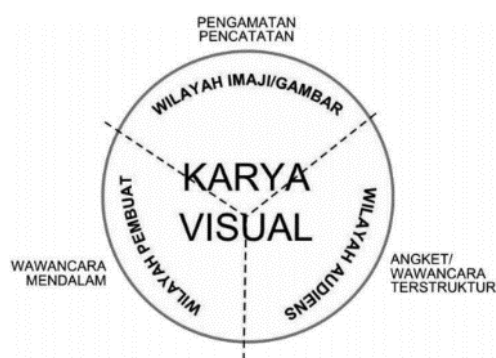 PENGAMATAN
PENCATATAN
WILAYAH IMAJI/GAMBAR
KARYA
VISUAL
WILAYAH PEMBUAT
WILAYAH AUDIENS
WAWANCARA
MENDALAM
ANGKET/
WAWANCARA
TERSTRUKTUR